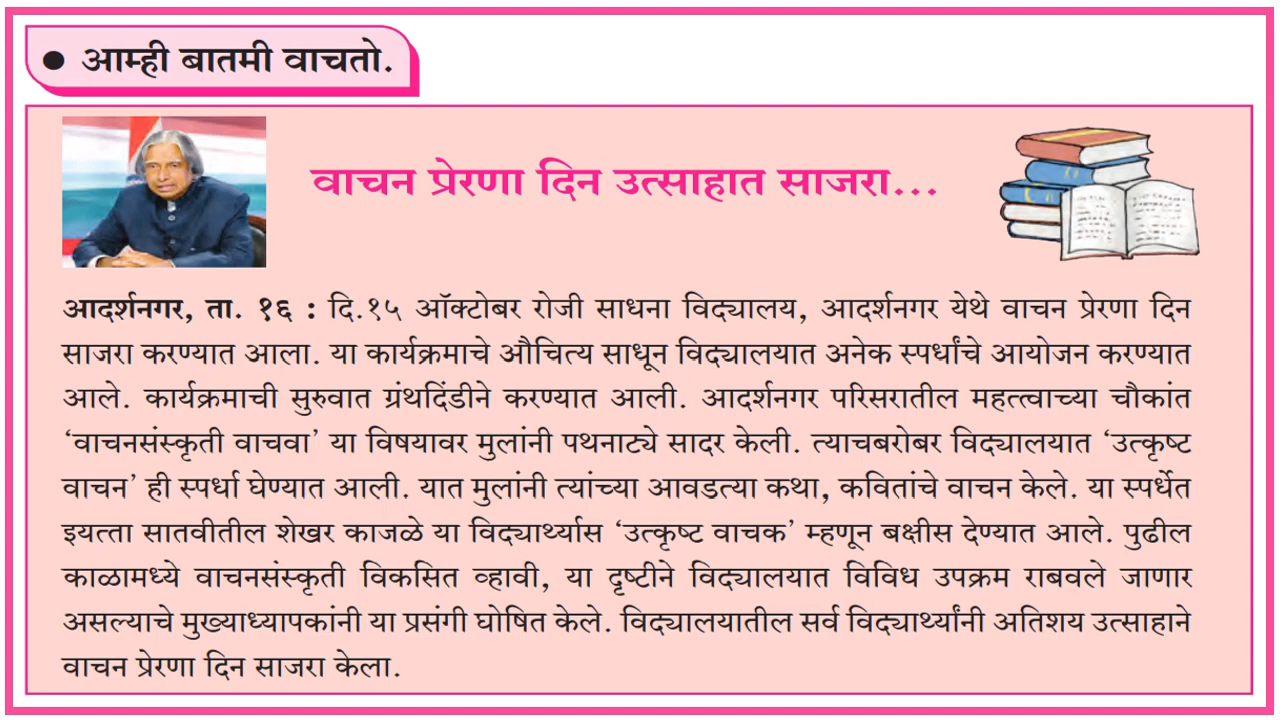 ● आम्ही बातमी वाचतो.
वाचन प्रेरणा दिन उत्साहात साजरा...
आदर्शनगर, ता. १६ : दि.१५ ऑक्टोबर रोजी साधना विद्यालय, आदर्शनगर येथे वाचन प्रेरणा दिन
साजरा करण्यात आला. या कार्यक्रमाचे औचित्य साधून विद्यालयात अनेक स्पर्धांचे आयोजन करण्यात
आले. कार्यक्रमाची सुरुवात ग्रंथदिंडीने करण्यात आली. आदर्शनगर परिसरातील महत्त्वाच्या चौकांत
‘वाचनसंस्कृती वाचवा’ या विषयावर मुलांनी पथनाट्ये सादर केली. त्याचबरोबर विद्यालयात ‘उत्कृष्ट
वाचन’ ही स्पर्धा घेण्यात आली. यात मुलांनी त्यांच्या आवडत्या कथा, कवितांचे वाचन केले. या स्पर्धेत
इयत्ता सातवीतील शेखर काजळे या विद्यार्थ्यास ‘उत्कृष्ट वाचक’ म्हणून बक्षीस देण्यात आले. पुढील
काळामध्ये वाचनसंस्कृती विकसित व्हावी, या दृष्टीने विद्यालयात विविध उपक्रम राबवले जाणार
असल्याचे मुख्याध्यापकांनी या प्रसंगी घोषित केले. विद्यालयातील सर्व विद्यार्थ्यांनी अतिशय उत्साहाने
वाचन प्रेरणा दिन साजरा केला.